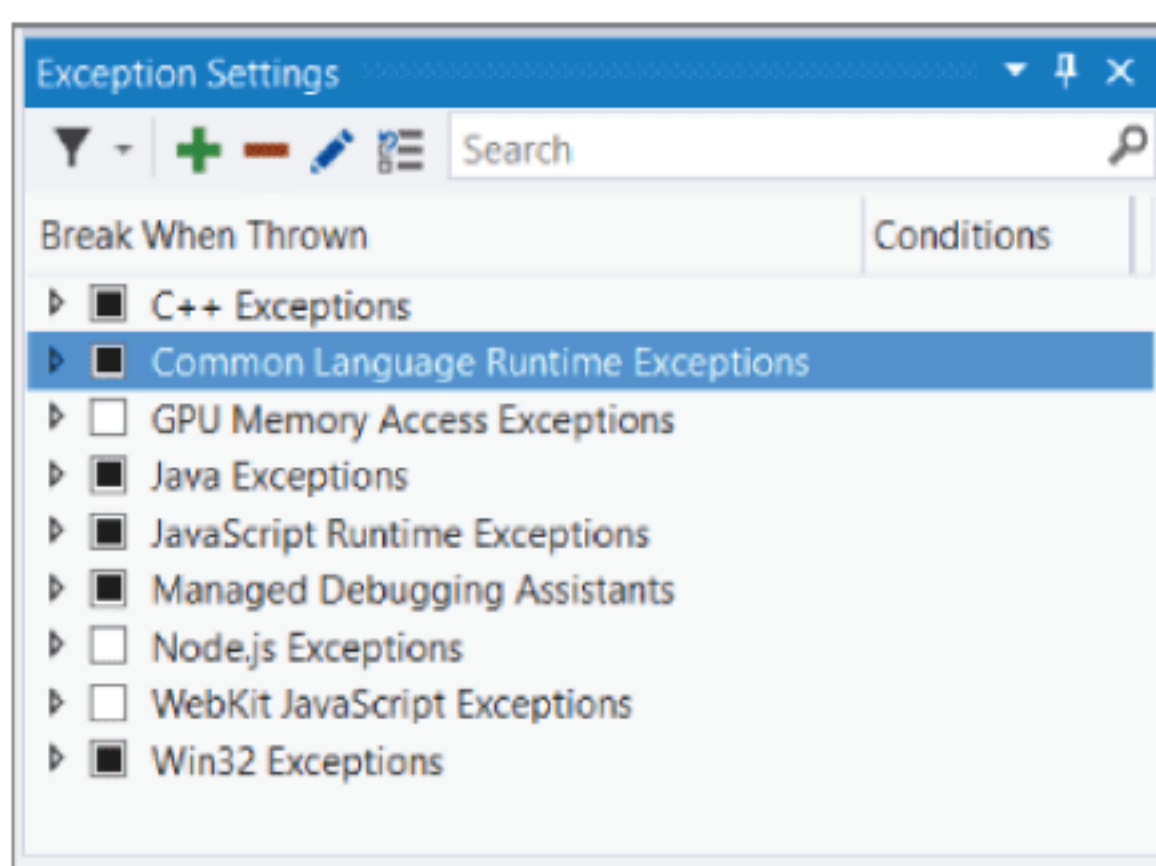 Exception Settings
Search
Break When Thrown Conditions
C++ Exceptions
Common Language Runtime Exceptions
GPU Memory Access Exceptions
Java Exceptions
JavaScript Runtime Exceptions
Managed Debugging Assistants
Node.js Exceptions
WebKit JavaScript Exceptions
Win32 Exceptions